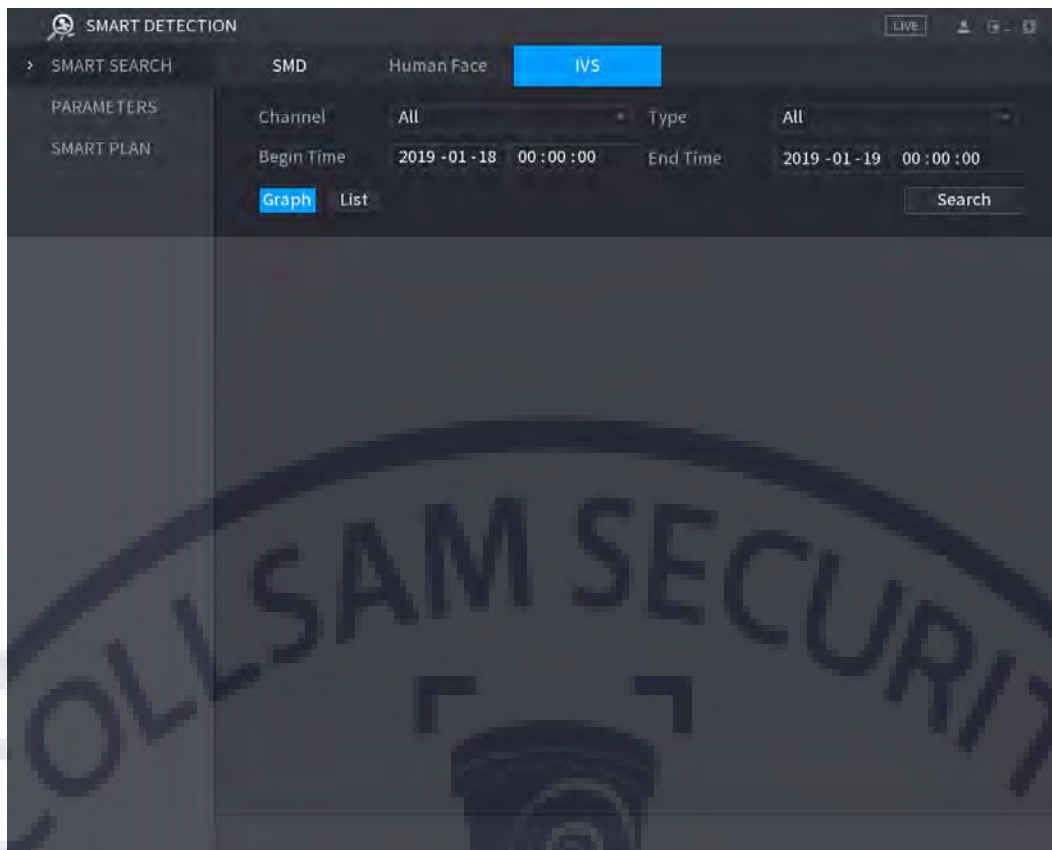 SMART DETECTION LIVE
SMART SEARCH SMD Human Face IVS
PARAMETERS Channel All Type All
SMART PLAN Begin Time 2019 -01 -18 00 :00 :00 End Time 2019 -01 -19 00 :00 :00
Graph List Search
COLLSAM SECURIT